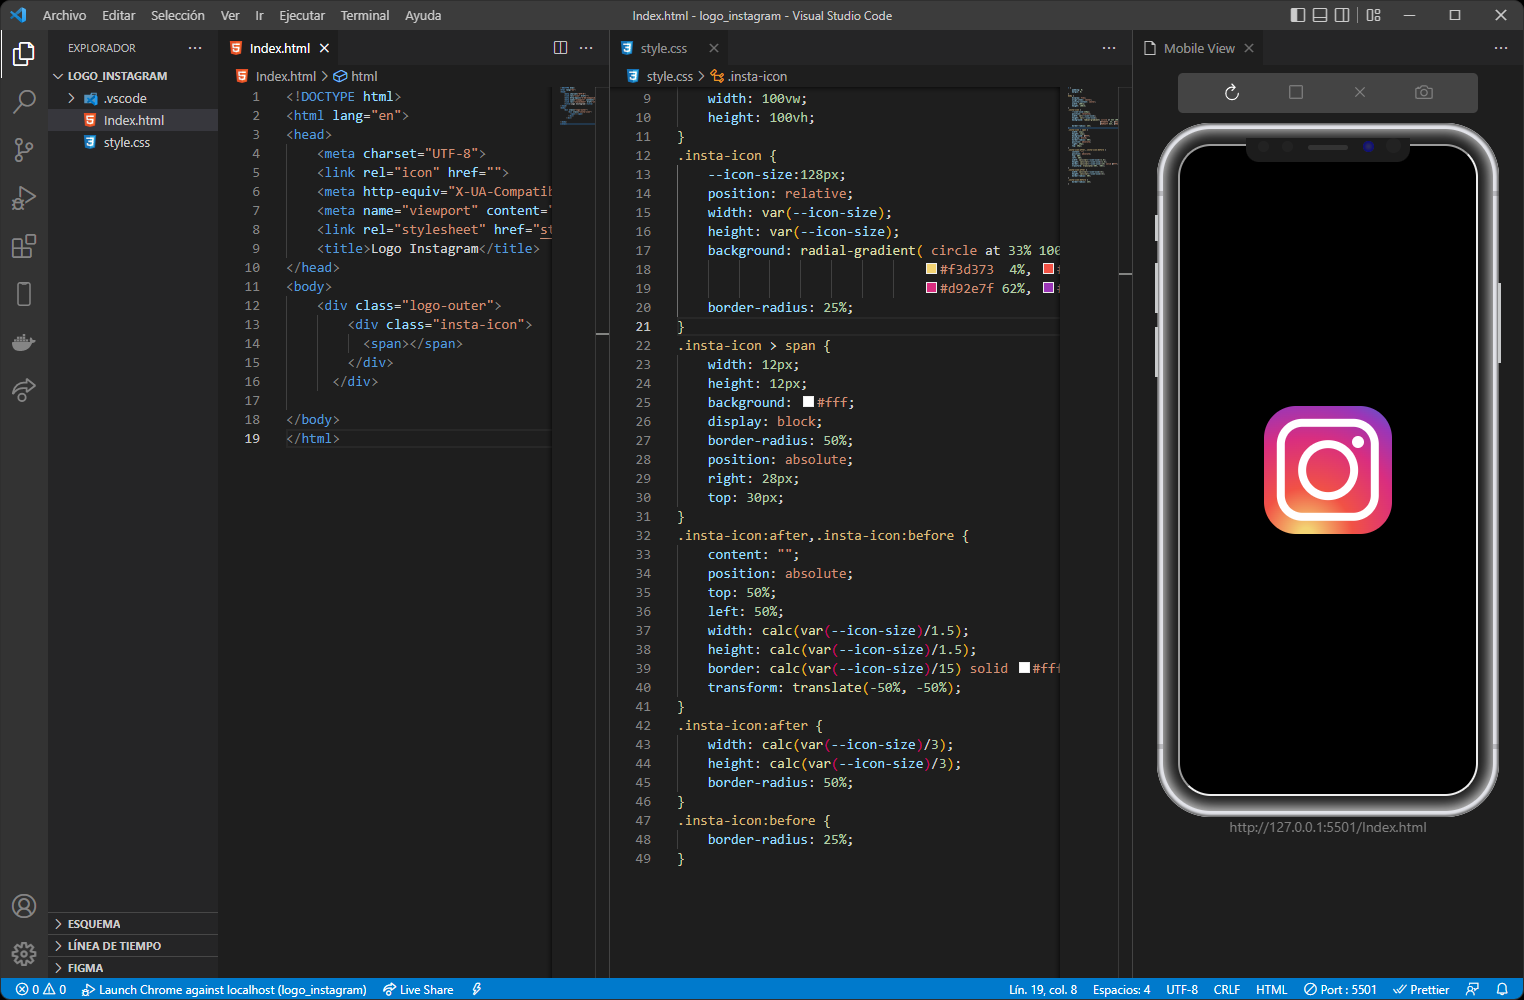 Archivo Editar Selección Ver Ir Ejecutar Terminal Ayuda
Index.html - logo_instagram - Visual Studio Code
EXPLORADOR
LOGO_INSTAGRAM
.vscode
Index.html
style.css
ESQUEMA
LÍNEA DE TIEMPO
FIGMA
Index.html
Index.html > html
1 <!DOCTYPE html>
2 <html lang="en">
3 <head>
4 <meta charset="UTF-8">
5 <link rel="icon" href="">
6 <meta http-equiv="X-UA-Compatib
7 <meta name="viewport" content="
8 <link rel="stylesheet" href="st
9 <title>Logo Instagram</title>
10 </head>
11 <body>
12 <div class="logo-outer">
13 <div class="insta-icon">
14 <span></span>
15 </div>
16 </div>
17
18 </body>
19 </html>
style.css
style.css > .insta-icon
9 width: 100vw;
10 height: 100vh;
11 }
12 .insta-icon {
13 --icon-size:128px;
14 position: relative;
15 width: var(--icon-size);
16 height: var(--icon-size);
17 background: radial-gradient( circle at 33% 100
18 #f3d373 4%, #
19 #d92e7f 62%, #
20 border-radius: 25%;
21 }
22 .insta-icon > span {
23 width: 12px;
24 height: 12px;
25 background: #fff;
26 display: block;
27 border-radius: 50%;
28 position: absolute;
29 right: 28px;
30 top: 30px;
31 }
32 .insta-icon:after,.insta-icon:before {
33 content: "";
34 position: absolute;
35 top: 50%;
36 left: 50%;
37 width: calc(var(--icon-size)/1.5);
38 height: calc(var(--icon-size)/1.5);
39 border: calc(var(--icon-size)/15) solid #fff
40 transform: translate(-50%, -50%);
41 }
42 .insta-icon:after {
43 width: calc(var(--icon-size)/3);
44 height: calc(var(--icon-size)/3);
45 border-radius: 50%;
46 }
47 .insta-icon:before {
48 border-radius: 25%;
49 }
Mobile View
http://127.0.0.1:5501/Index.html
0 0 Launch Chrome against localhost (logo_instagram) Live Share
Lín. 19, col. 8 Espacios: 4 UTF-8 CRLF HTML Port : 5501 Prettier